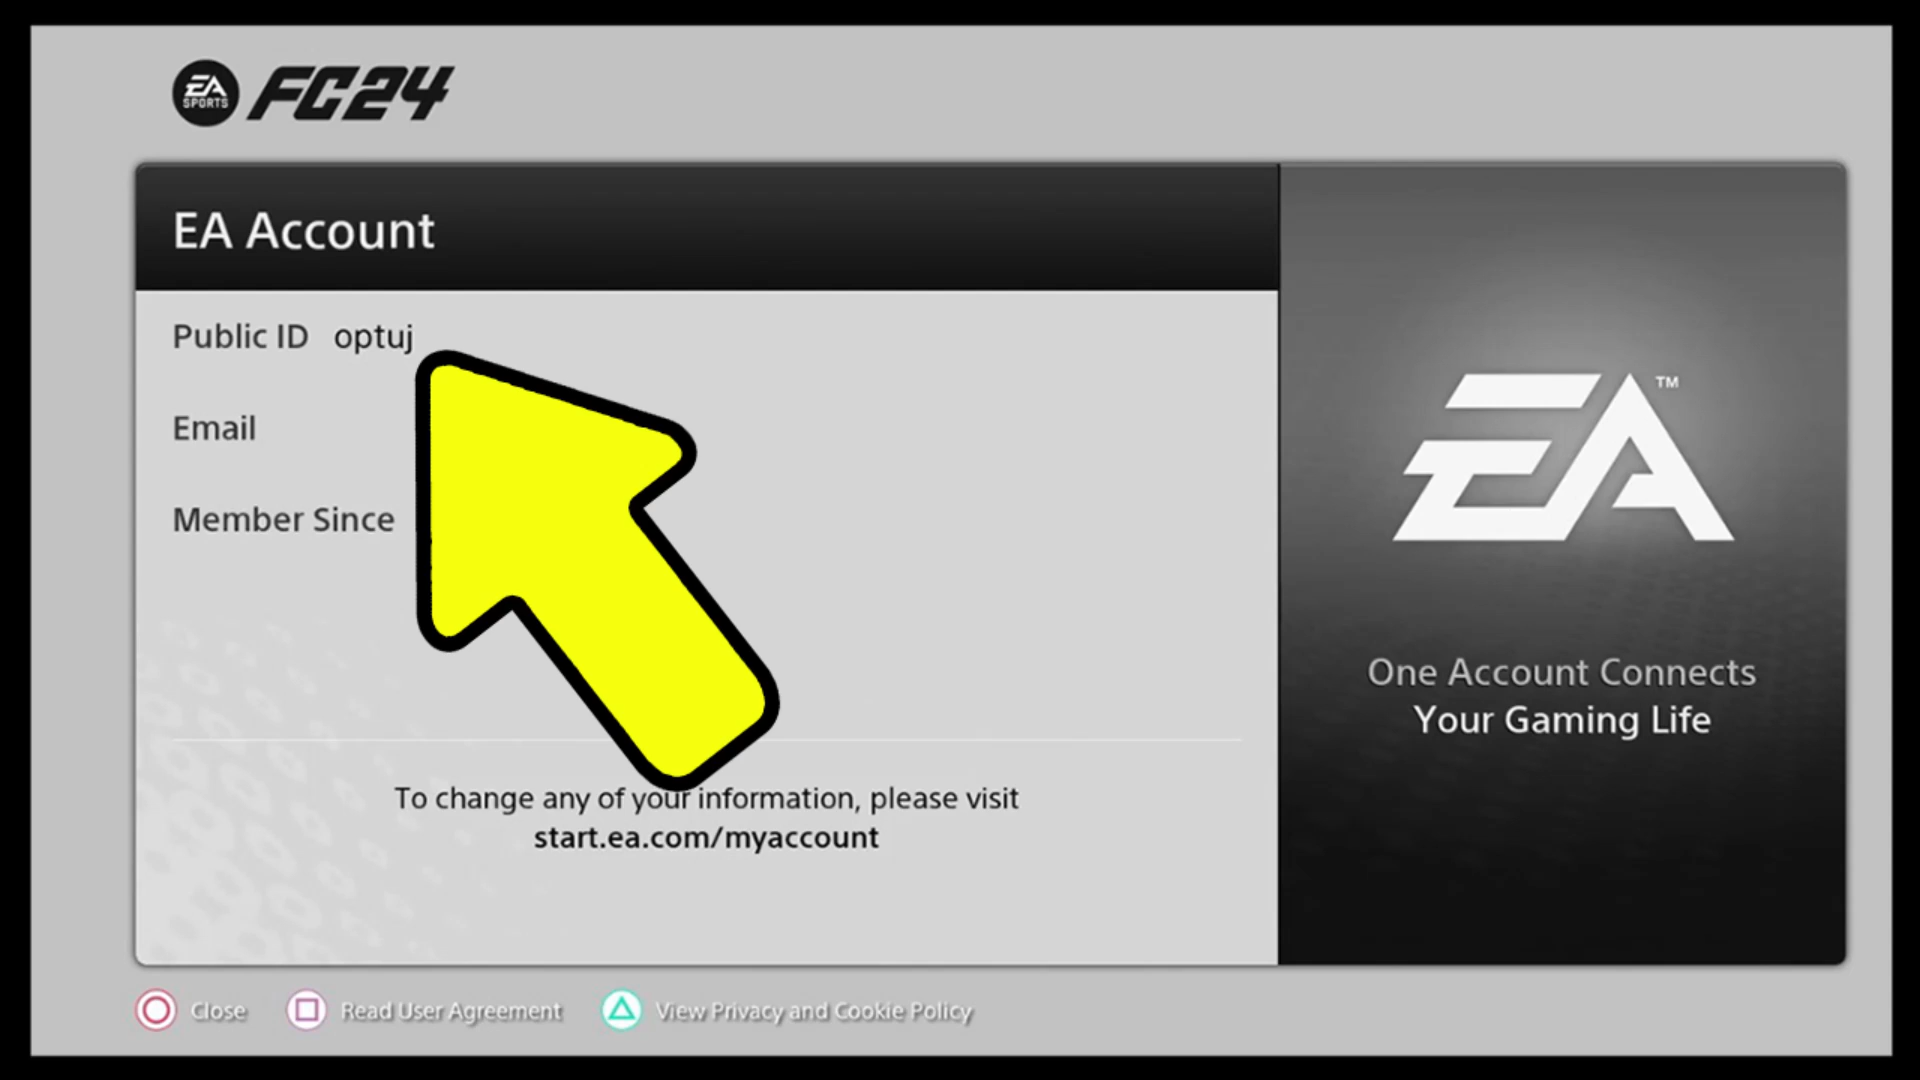 EA SPORTS FC24
EA Account
Public ID optuj
Email
Member Since
To change any of your information, please visit
start.ea.com/myaccount
EA™
One Account Connects
Your Gaming Life
Close Read User Agreement View Privacy and Cookie Policy